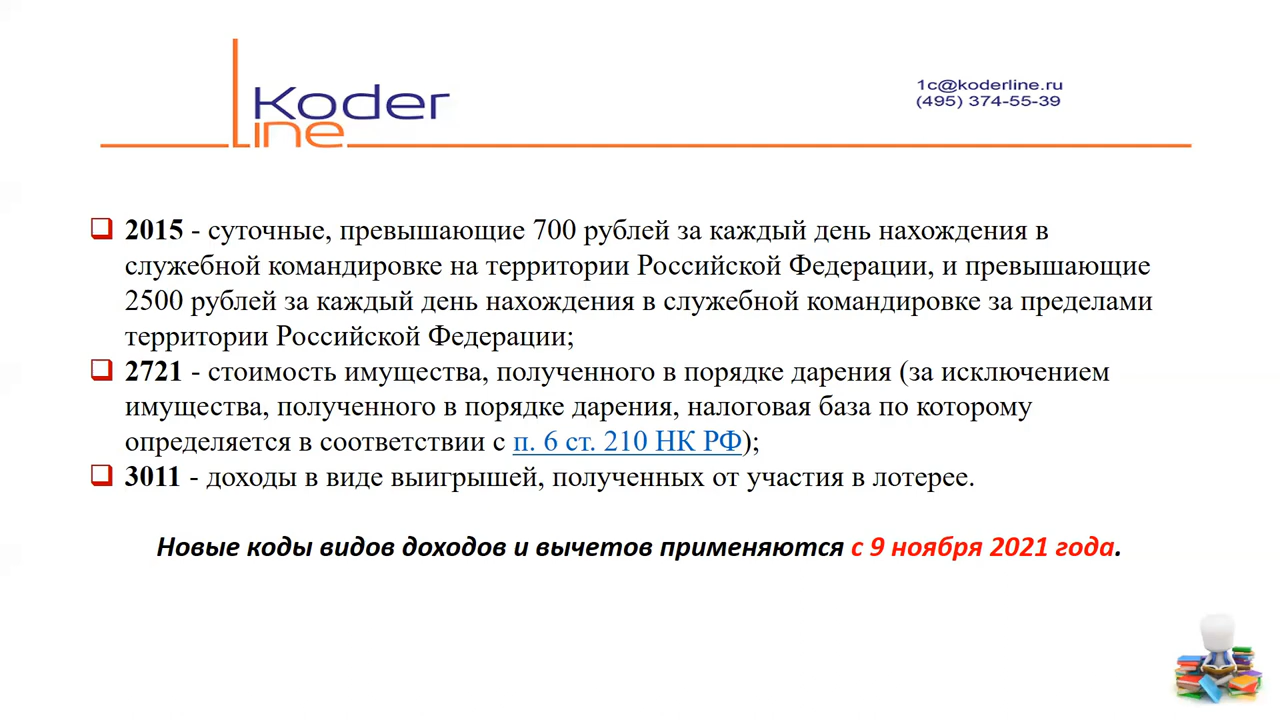 Koder
Line
1c@koderline.ru
(495) 374-55-39
2015 - суточные, превышающие 700 рублей за каждый день нахождения в
служебной командировке на территории Российской Федерации, и превышающие
2500 рублей за каждый день нахождения в служебной командировке за пределами
территории Российской Федерации;
2721 - стоимость имущества, полученного в порядке дарения (за исключением
имущества, полученного в порядке дарения, налоговая база по которому
определяется в соответствии с п. 6 ст. 210 НК РФ);
3011 - доходы в виде выигрышей, полученных от участия в лотерее.
Новые коды видов доходов и вычетов применяются с 9 ноября 2021 года.